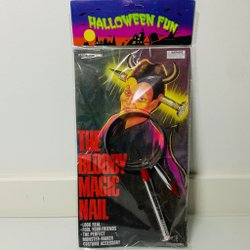 HALLOWEEN FUN
THE
BLOODY
MAGIC
NAIL
• LOOK REAL
• FOOL YOUR FRIENDS
• THE PERFECT
MONSTER-MAKER
COSTUME ACCESSORY